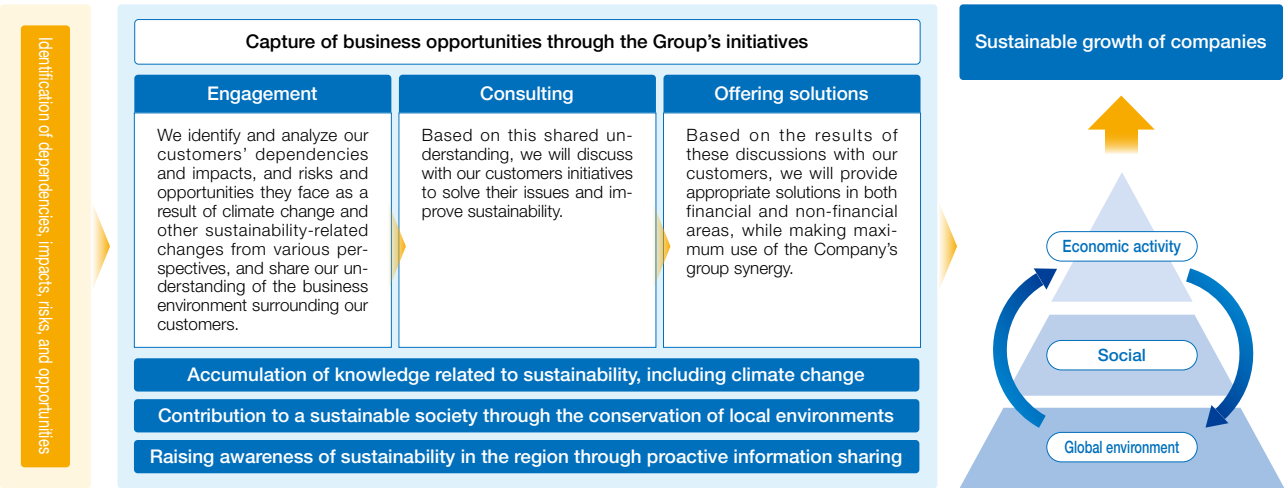 Identification of dependencies, impacts, risks, and opportunities
Capture of business opportunities through the Group's initiatives
Engagement
We identify and analyze our
customers' dependencies
and impacts, and risks and
opportunities they face as a
result of climate change and
other sustainability-related
changes from various per-
spectives, and share our un-
derstanding of the business
environment surrounding our
customers.
Consulting
Based on this shared un-
derstanding, we will discuss
with our customers initiatives
to solve their issues and im-
prove sustainability.
Offering solutions
Based on the results of
these discussions with our
customers, we will provide
appropriate solutions in both
financial and non-financial
areas, while making maxi-
mum use of the Company's
group synergy.
Accumulation of knowledge related to sustainability, including climate change
Contribution to a sustainable society through the conservation of local environments
Raising awareness of sustainability in the region through proactive information sharing
Sustainable growth of companies
Economic activity
Social
Global environment